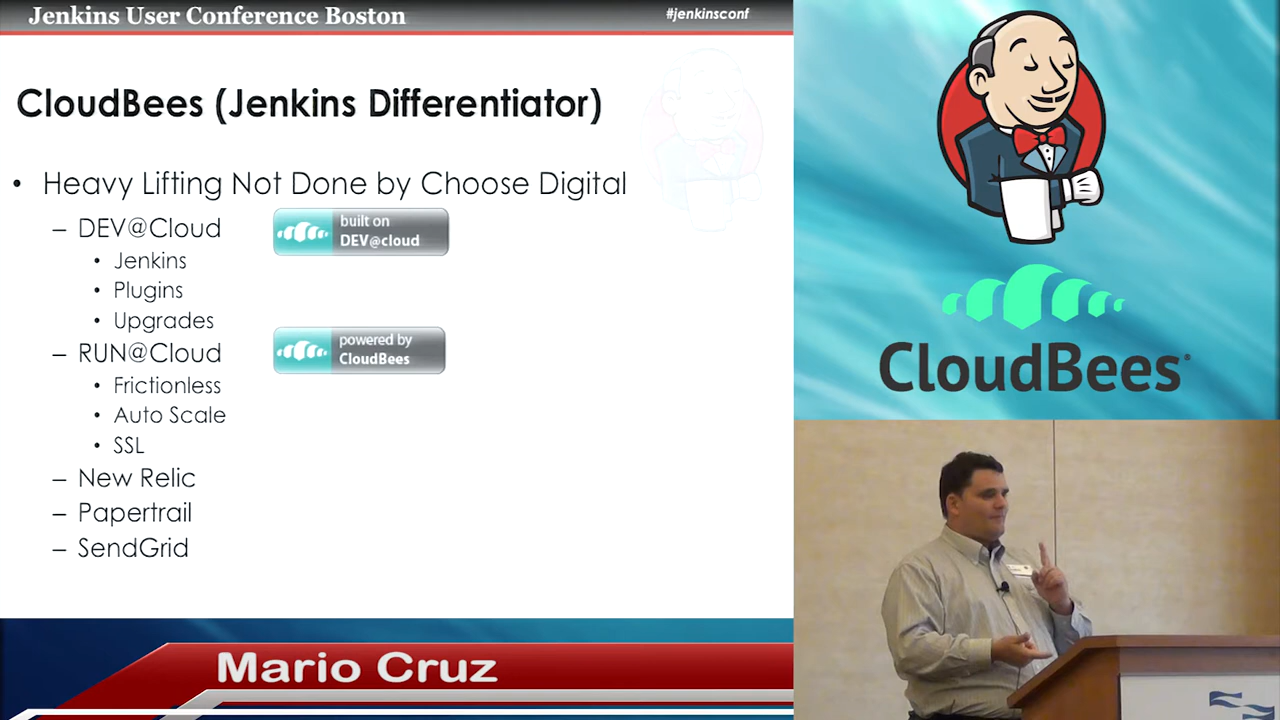 Jenkins User Conference Boston
#jenkinsconf
CloudBees (Jenkins Differentiator)
• Heavy Lifting Not Done by Choose Digital
– DEV@Cloud
built on
DEV@cloud
• Jenkins
• Plugins
• Upgrades
– RUN@Cloud
powered by
CloudBees
• Frictionless
• Auto Scale
• SSL
– New Relic
– Papertrail
– SendGrid
CloudBees®
Mario Cruz